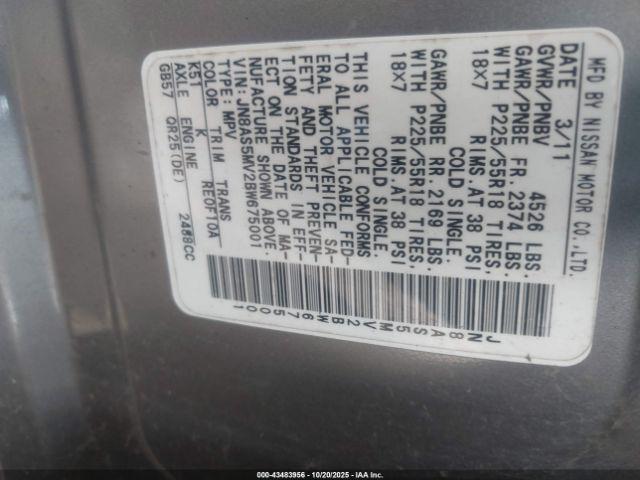 MFD BY NISSAN MOTOR CO.,LTD.
DATE 3/11
GVWR/PNBV 4526 LBS.
GAWR/PNBE FR. 2374 LBS.
WITH P225/55R18 TIRES,
18X7 RIMS.AT 38 PSI
COLD SINGLE.
GAWR/PNBE RR. 2169 LBS.
WITH P225/55R18 TIRES,
18X7 RIMS.AT 38 PSI
COLD SINGLE.
THIS VEHICLE CONFORMS
TO ALL APPLICABLE FED-
ERAL MOTOR VEHICLE SA-
FETY AND THEFT PREVEN-
TION STANDARDS IN EFF-
ECT ON THE DATE OF MA-
NUFACTURE SHOWN ABOVE.
VIN: JN8AS5MV2BW675001
TYPE: MPV
COLOR TRIM TRANS
K51 K RE0F10A
AXLE ENGINE
GB57 QR25(DE) 2488CC
JN8AS5MV2BW675001
000-43483956 - 10/20/2025 - IAA Inc.